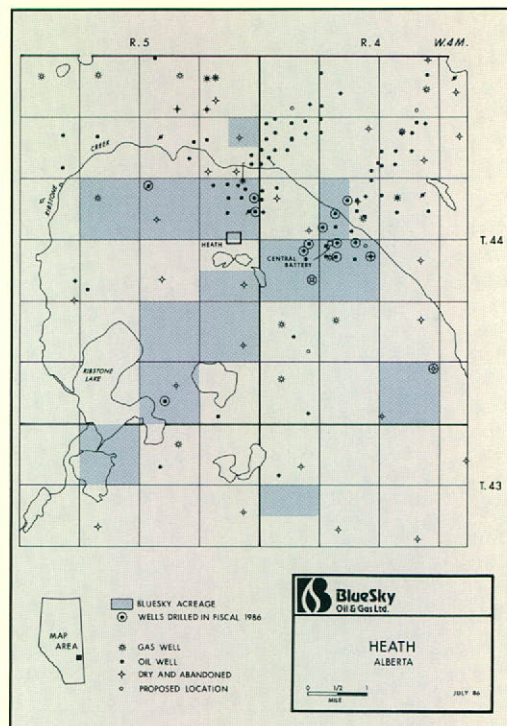 R. 5
R. 4
W. 4 M.
CREEK
RIBSTONE
HEATH
CENTRAL
BATTERY
T. 44
RIBSTONE
LAKE
T. 43
BLUESKY ACREAGE
WELLS DRILLED IN FISCAL 1986
MAP
AREA
GAS WELL
OIL WELL
DRY AND ABANDONED
PROPOSED LOCATION
BlueSky
Oil & Gas Ltd.
HEATH
ALBERTA
0 1/2 1
MILE
JULY 86